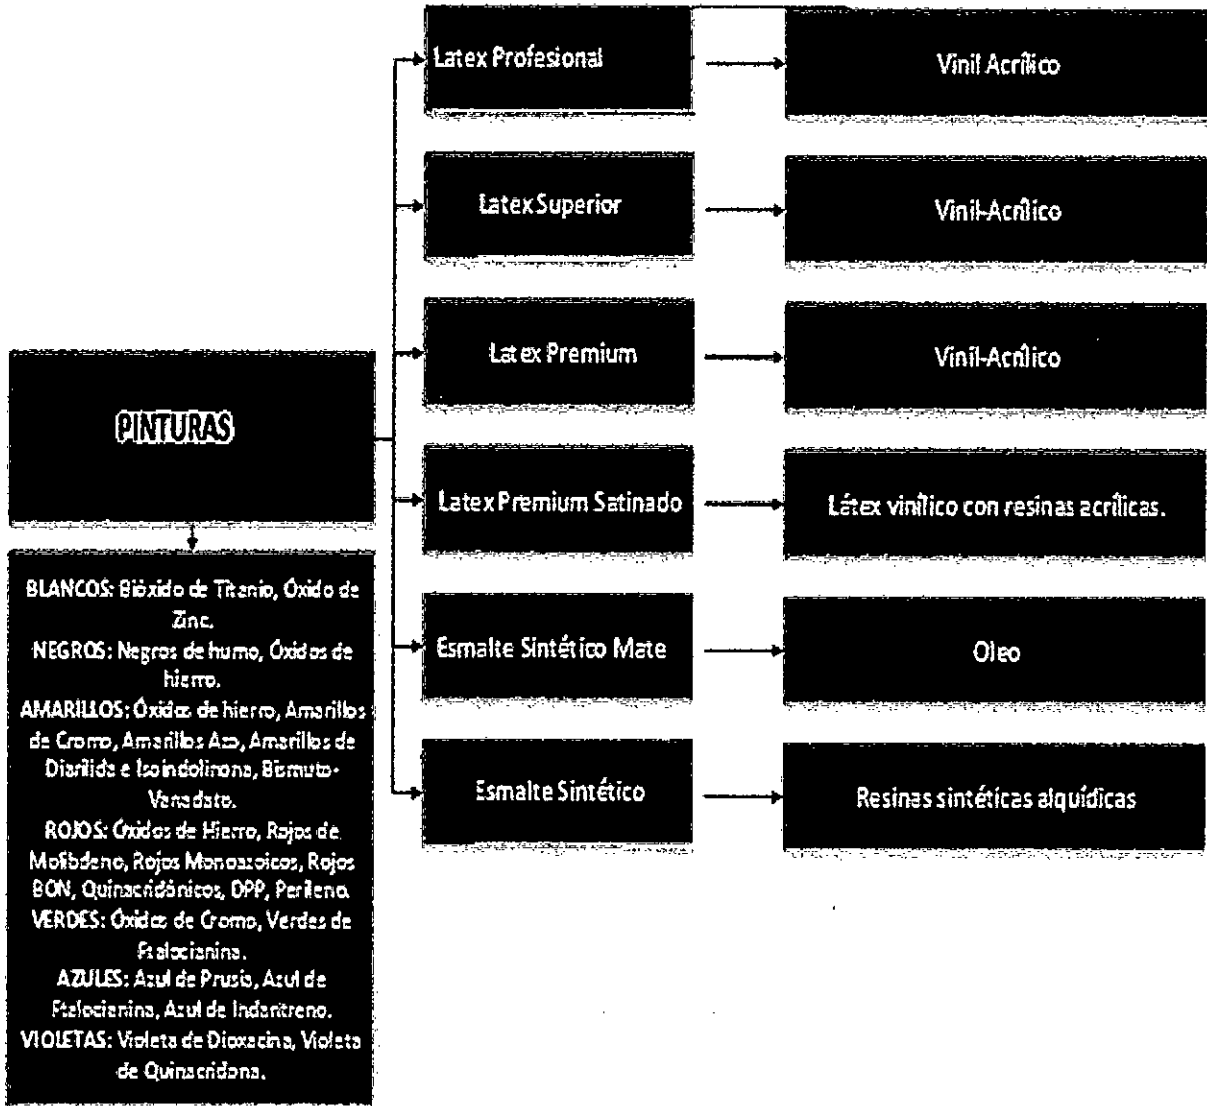 Latex Profesional
Vinil Acrílico
Latex Superior
Vinil-Acrílico
Latex Premium
Vinil-Acrílico
PINTURAS
Latex Premium Satinado
Látex vinílico con resinas acrílicas.
Esmalte Sintético Mate
Oleo
Esmalte Sintético
Resinas sintéticas alquídicas
BLANCOS: Bióxido de Titanio, Óxido de
Zinc.
NEGROS: Negros de humo, Óxidos de
hierro.
AMARILLOS: Óxidos de hierro, Amarillos
de Cromo, Amarillos Azo, Amarillos de
Diarilida e Isoindolinona, Bismuto-
Vanadato.
ROJOS: Óxidos de Hierro, Rojos de
Molibdeno, Rojos Monoazoicos, Rojos
BON, Quinacridónicos, DPP, Perileno.
VERDES: Óxidos de Cromo, Verdes de
Ftalocianina.
AZULES: Azul de Prusia, Azul de
Ftalocianina, Azul de Indantreno.
VIOLETAS: Violeta de Dioxacina, Violeta
de Quinacridona.